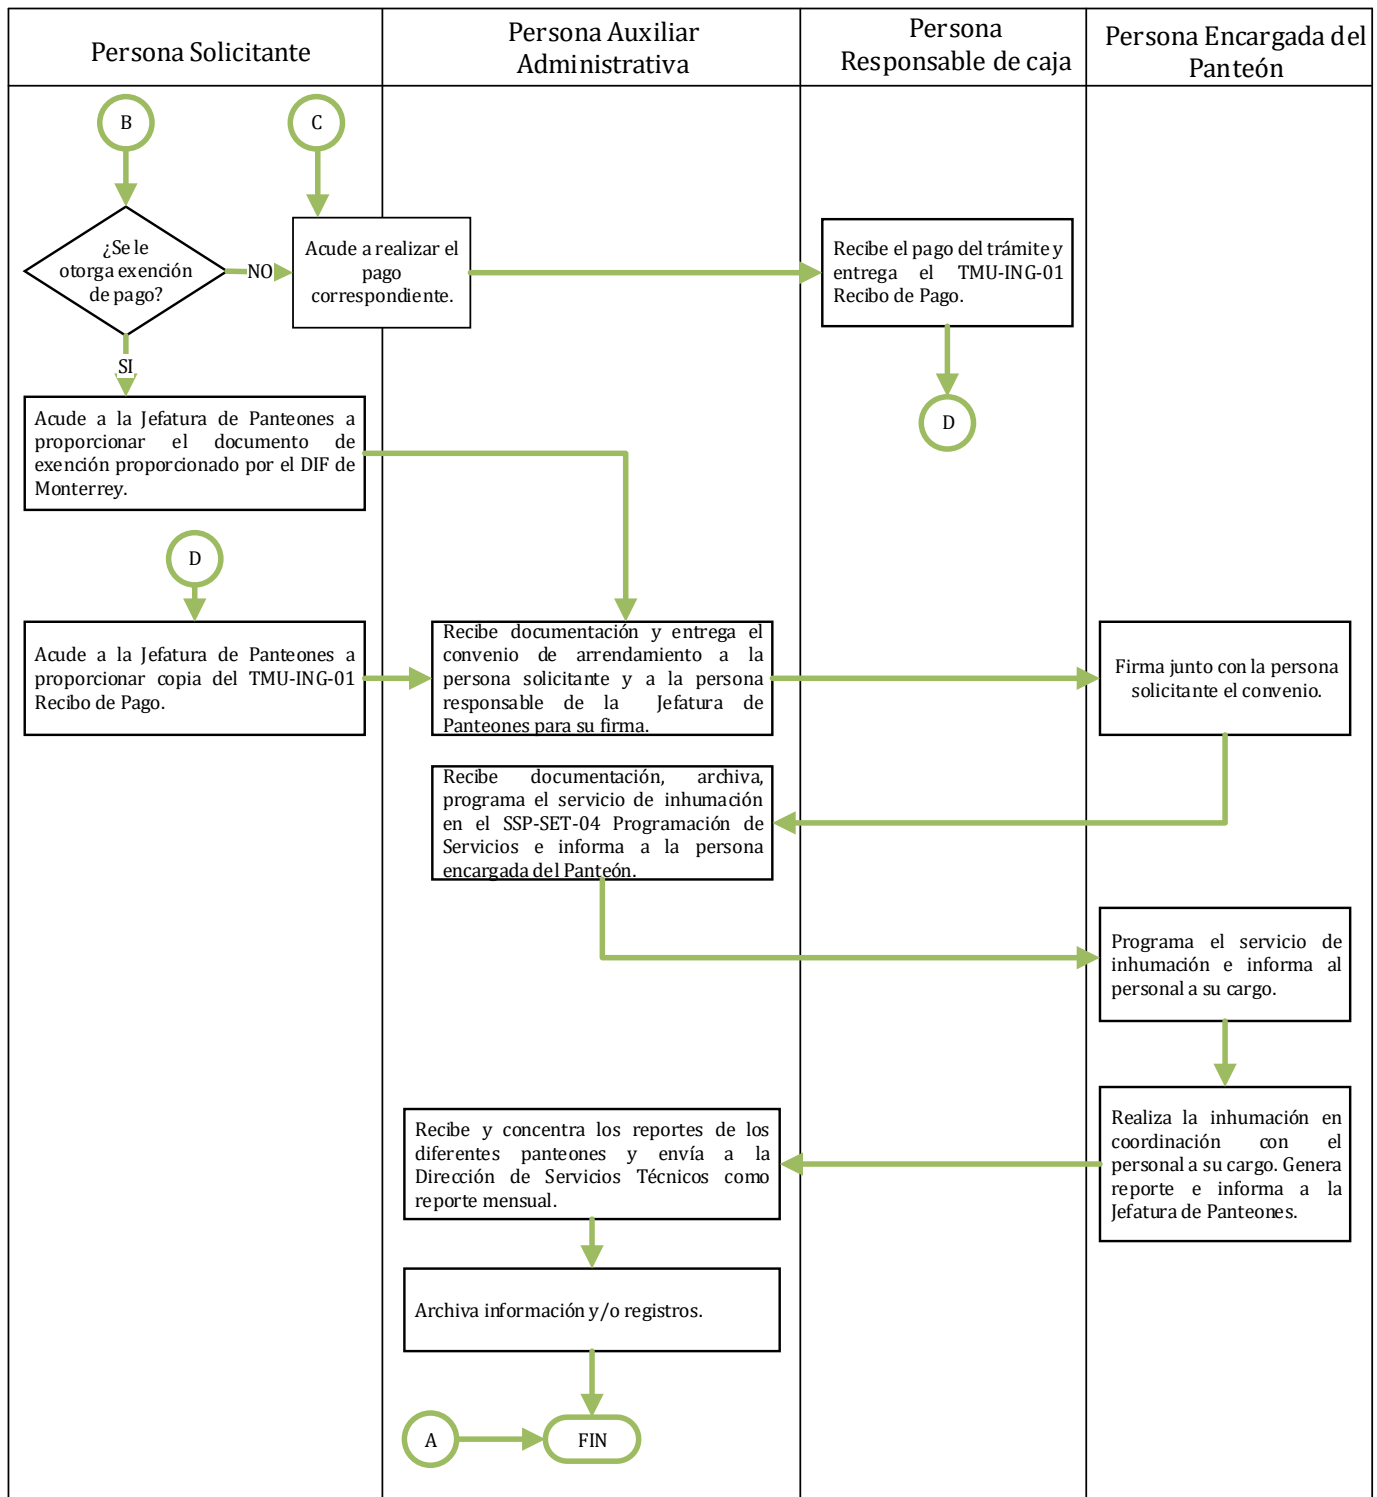 Persona Solicitante
Persona Auxiliar
Administrativa
Persona
Responsable de caja
Persona Encargada del
Panteón
B
C
¿Se le
otorga exención
de pago?
NO
SI
Acude a realizar el
pago
correspondiente.
Recibe el pago del trámite y
entrega el TMU-ING-01
Recibo de Pago.
D
Acude a la Jefatura de Panteones a
proporcionar el documento de
exención proporcionado por el DIF de
Monterrey.
D
Acude a la Jefatura de Panteones a
proporcionar copia del TMU-ING-01
Recibo de Pago.
Recibe documentación y entrega el
convenio de arrendamiento a la
persona solicitante y a la persona
responsable de la Jefatura de
Panteones para su firma.
Firma junto con la persona
solicitante el convenio.
Recibe documentación, archiva,
programa el servicio de inhumación
en el SSP-SET-04 Programación de
Servicios e informa a la persona
encargada del Panteón.
Programa el servicio de
inhumación e informa al
personal a su cargo.
Realiza la inhumación en
coordinación con el
personal a su cargo. Genera
reporte e informa a la
Jefatura de Panteones.
Recibe y concentra los reportes de los
diferentes panteones y envía a la
Dirección de Servicios Técnicos como
reporte mensual.
Archiva información y/o registros.
A
FIN